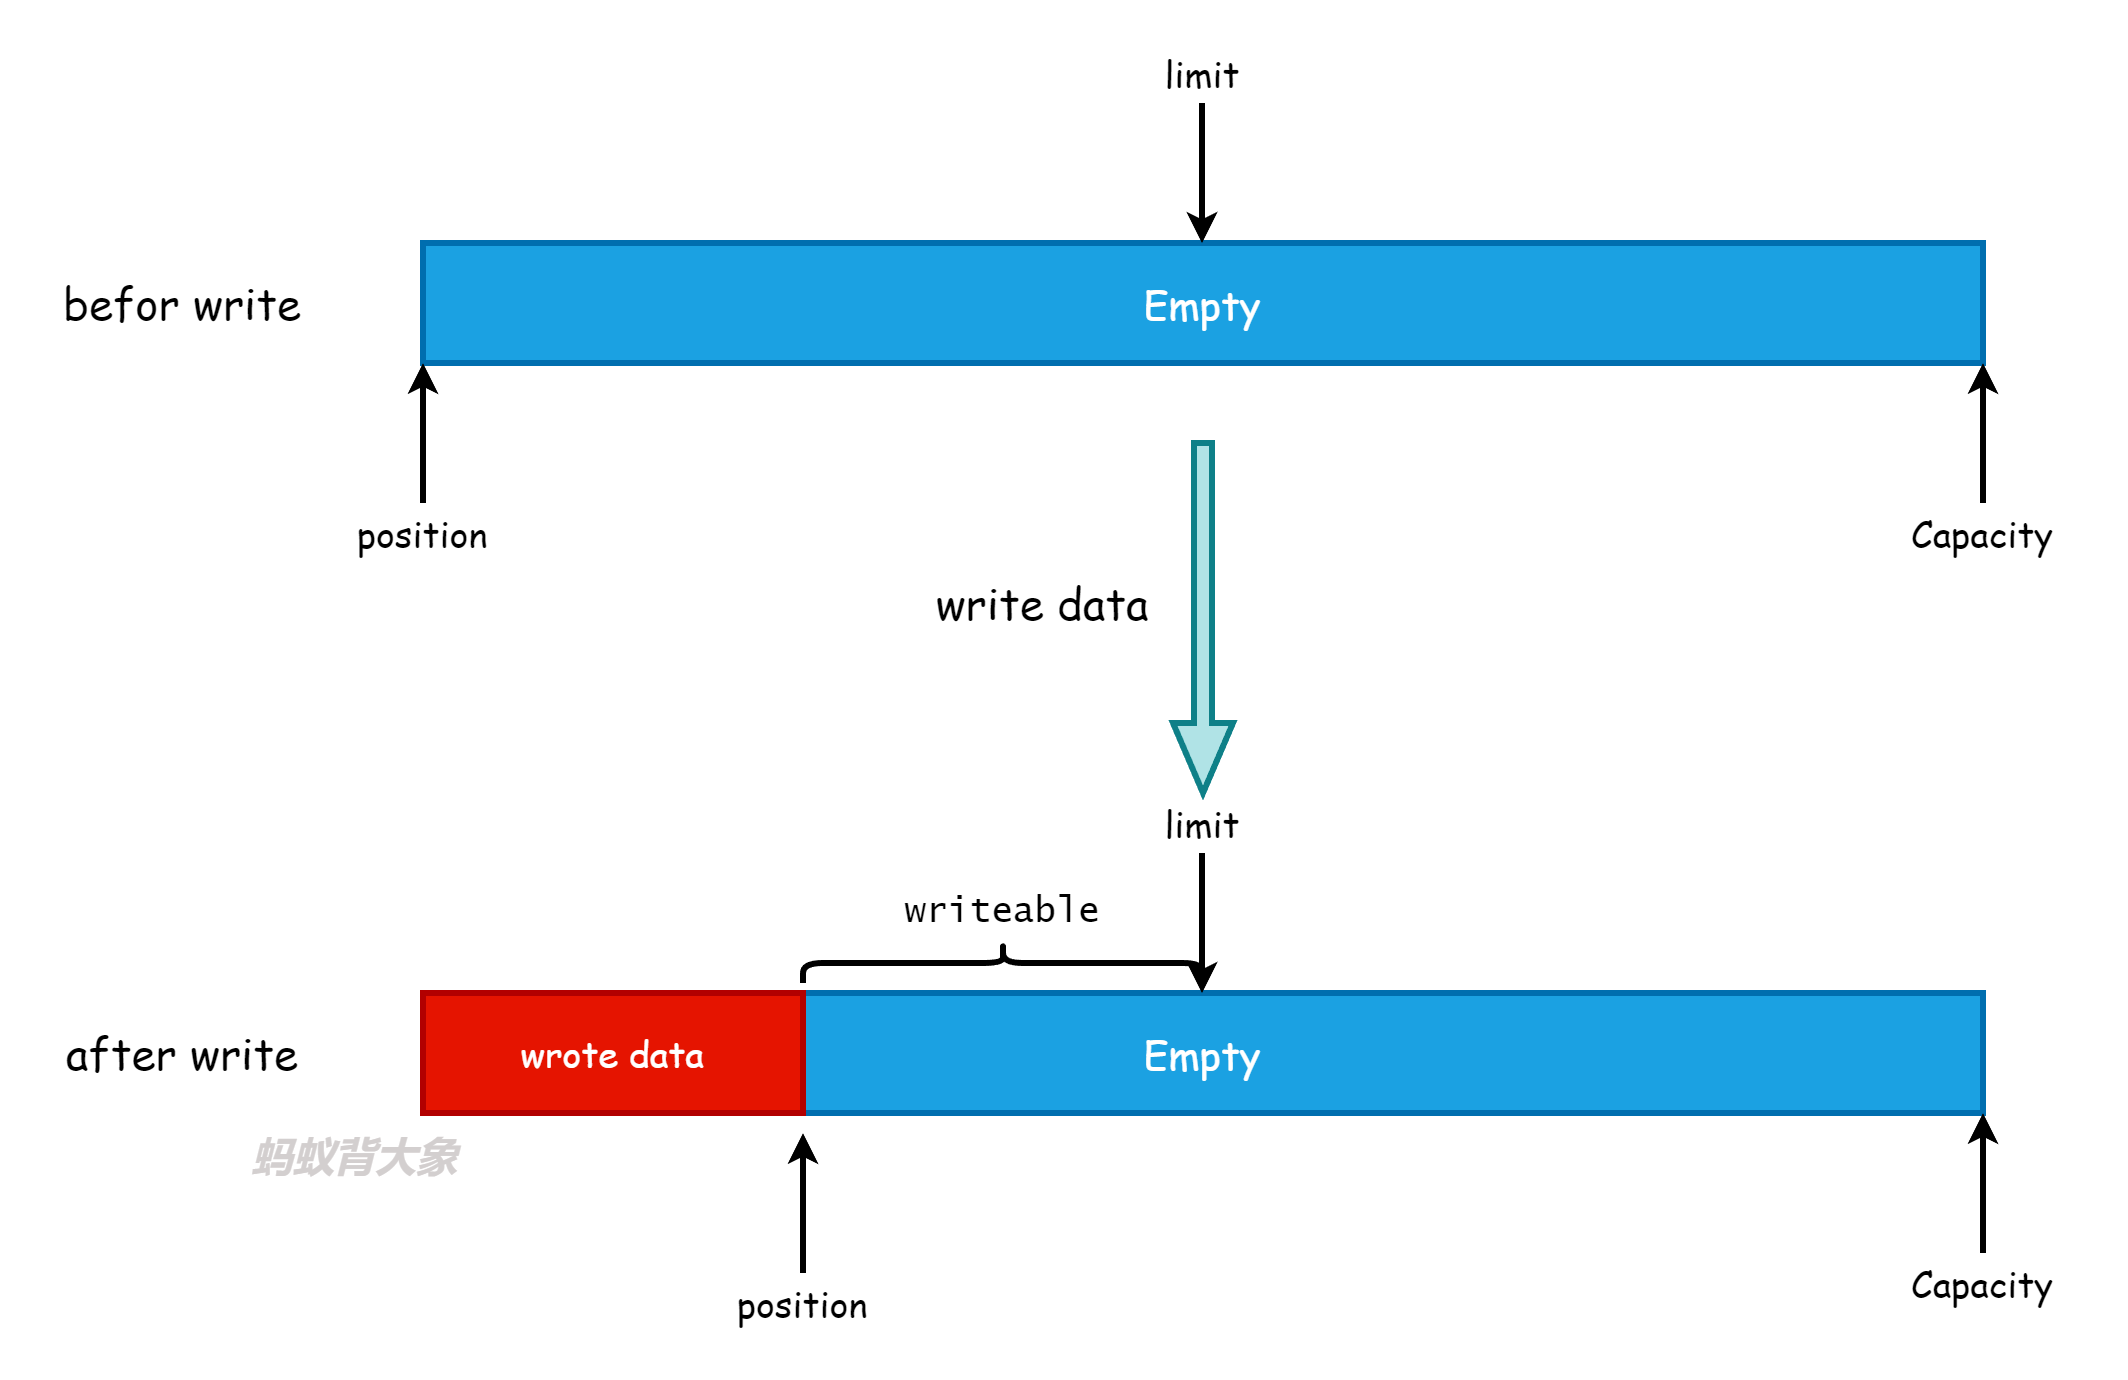 limit
befor write
Empty
position
Capacity
write data
limit
writeable
after write
wrote data
Empty
蚂蚁背大象
position
Capacity